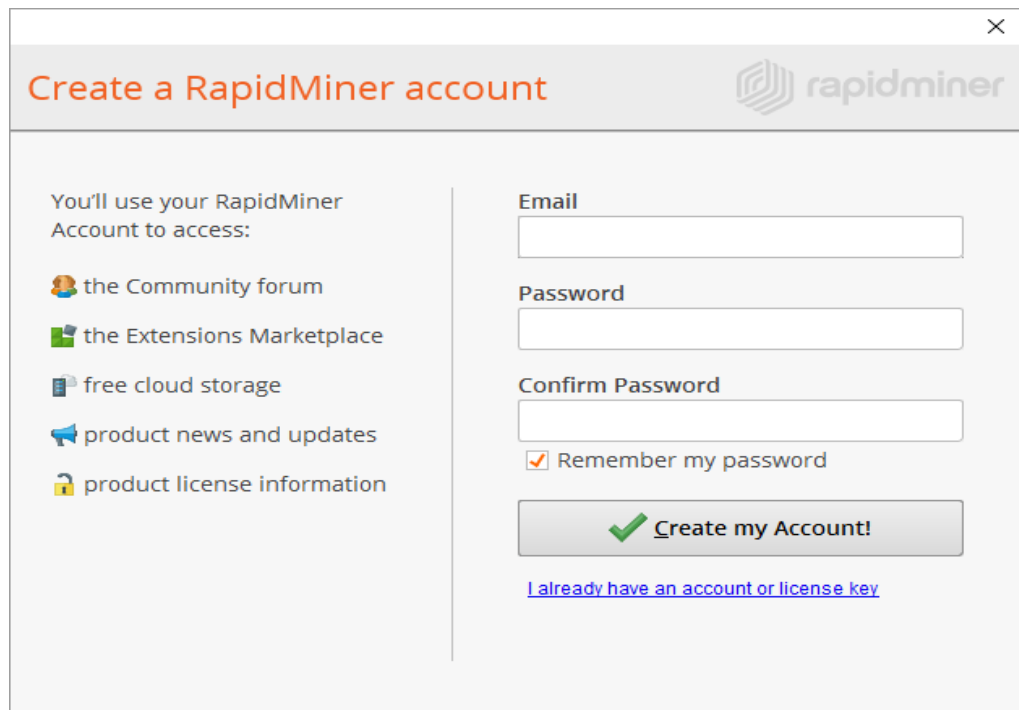 Create a RapidMiner account
rapidminer
You'll use your RapidMiner
Account to access:
the Community forum
the Extensions Marketplace
free cloud storage
product news and updates
product license information
Email
Password
Confirm Password
Remember my password
Create my Account!
I already have an account or license key